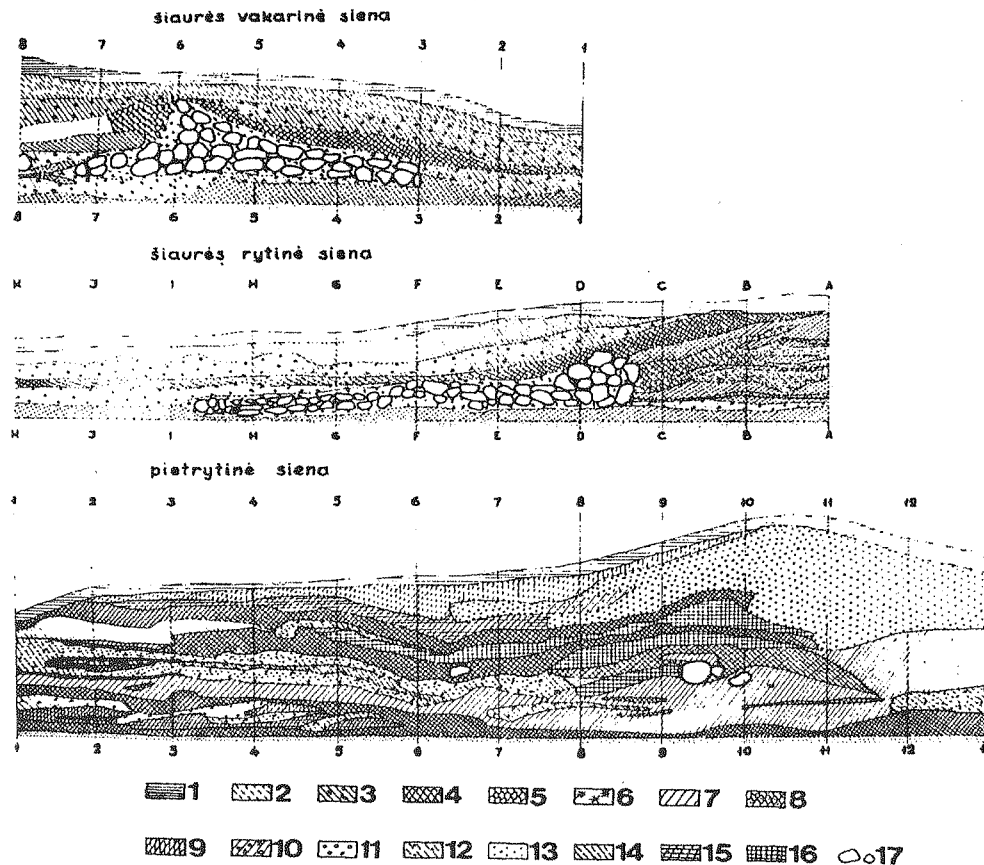 šiaurės vakarinė siena
8 7 6 5 4 3 2 1
8 7 6 5 4 3 2 1
šiaurės rytinė siena
K J I H G F E D C B A
K J I H G F E D C B A
pietrytinė siena
1 2 3 4 5 6 7 8 9 10 11 12
1 2 3 4 5 6 7 8 9 10 11 12
1 2 3 4 5 6 7 8
9 10 11 12 13 14 15 16 17